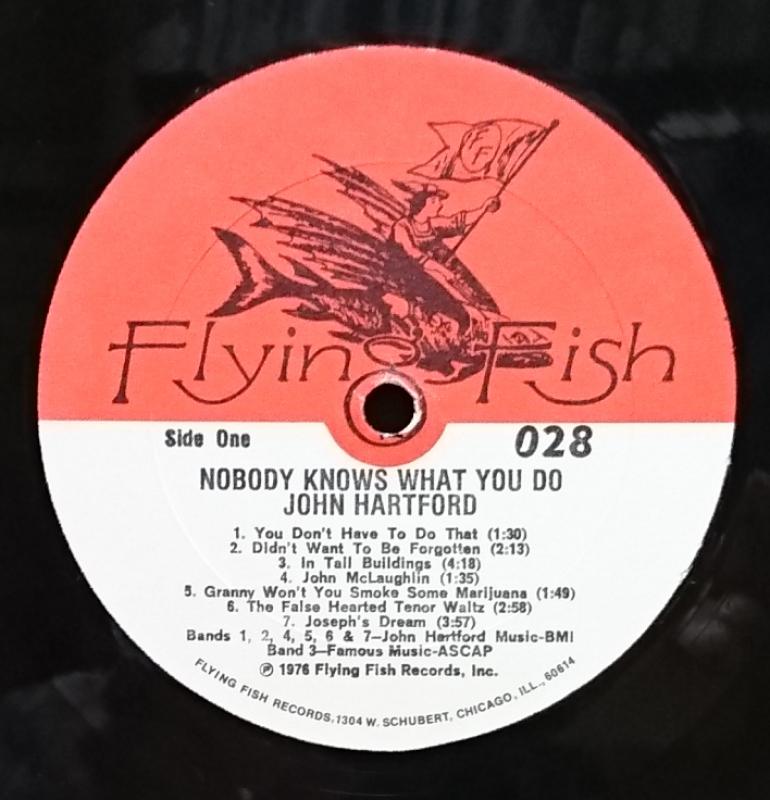 FF
Flying Fish
Side One 028
NOBODY KNOWS WHAT YOU DO
JOHN HARTFORD
1. You Don't Have To Do That (1:30)
2. Didn't Want To Be Forgotten (2:13)
3. In Tall Buildings (4:18)
4. John McLaughlin (1:35)
5. Granny Won't You Smoke Some Marijuana (1:49)
6. The False Hearted Tenor Waltz (2:58)
7. Joseph's Dream (3:57)
Bands 1, 2, 4, 5, 6 & 7–John Hartford Music-BMI
Band 3–Famous Music-ASCAP
℗ 1976 Flying Fish Records, Inc.
FLYING FISH RECORDS, 1304 W. SCHUBERT, CHICAGO, ILL., 60614